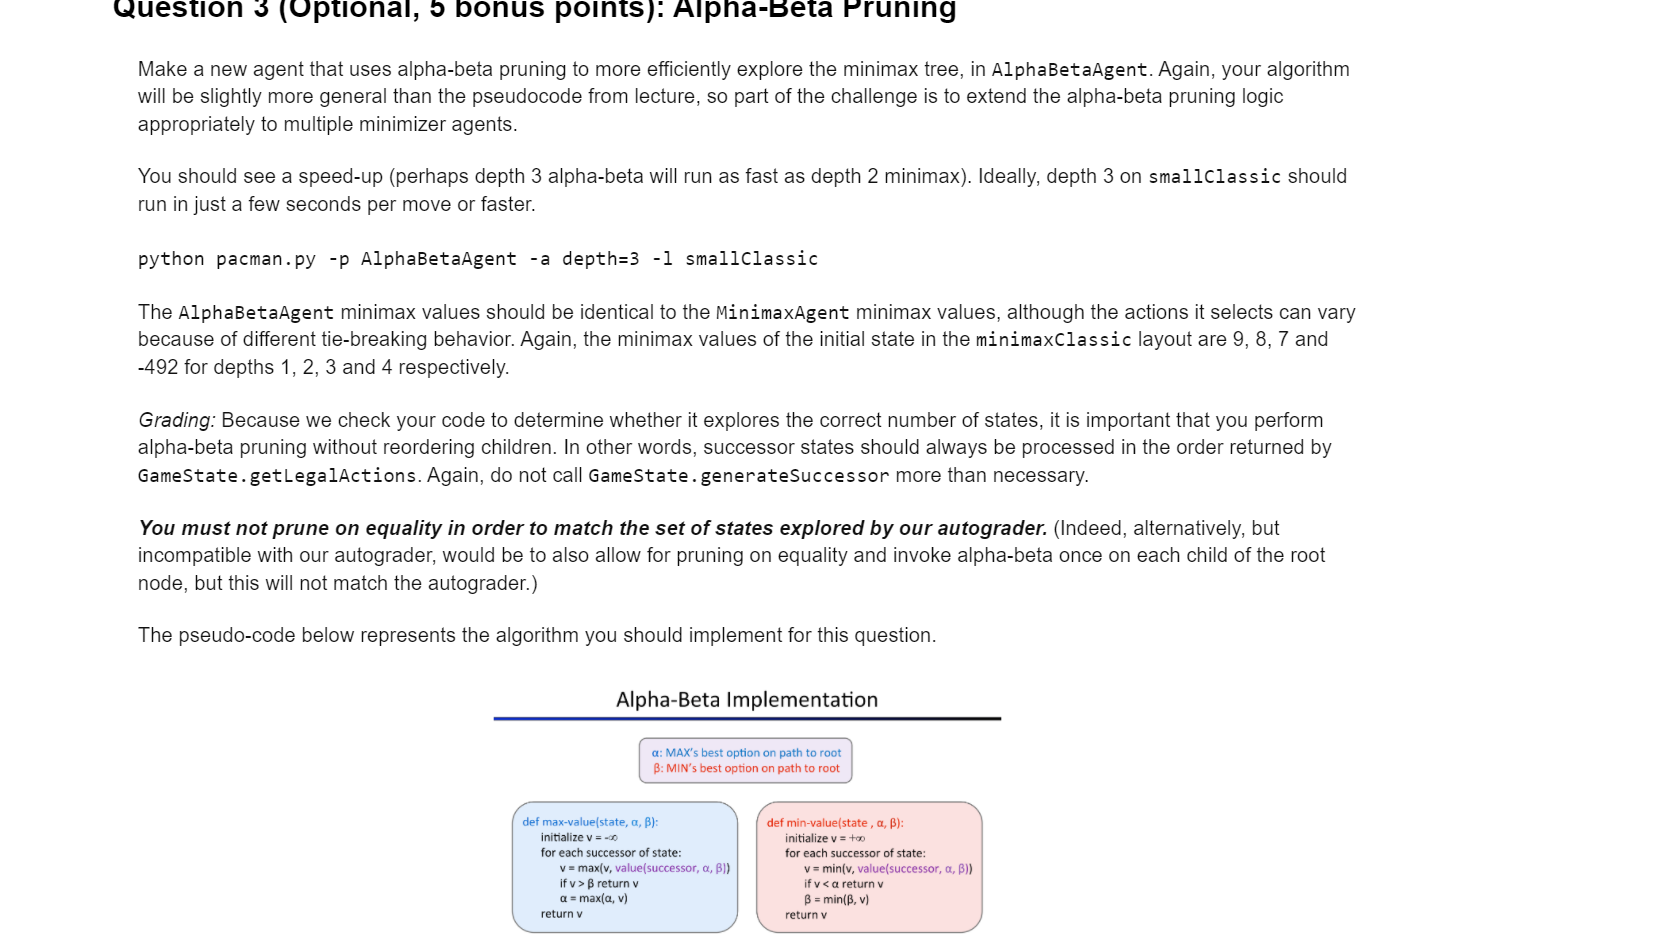 Question 3 (Optional, 5 bonus points): Alpha-Beta Pruning
Make a new agent that uses alpha-beta pruning to more efficiently explore the minimax tree, in AlphaBetaAgent. Again, your algorithm
will be slightly more general than the pseudocode from lecture, so part of the challenge is to extend the alpha-beta pruning logic
appropriately to multiple minimizer agents.
You should see a speed-up (perhaps depth 3 alpha-beta will run as fast as depth 2 minimax). Ideally, depth 3 on smallClassic should
run in just a few seconds per move or faster.
python pacman.py -p AlphaBetaAgent -a depth=3 -l smallClassic
The AlphaBetaAgent minimax values should be identical to the MinimaxAgent minimax values, although the actions it selects can vary
because of different tie-breaking behavior. Again, the minimax values of the initial state in the minimaxClassic layout are 9, 8, 7 and
-492 for depths 1, 2, 3 and 4 respectively.
Grading: Because we check your code to determine whether it explores the correct number of states, it is important that you perform
alpha-beta pruning without reordering children. In other words, successor states should always be processed in the order returned by
GameState.getLegalActions. Again, do not call GameState.generateSuccessor more than necessary.
You must not prune on equality in order to match the set of states explored by our autograder. (Indeed, alternatively, but
incompatible with our autograder, would be to also allow for pruning on equality and invoke alpha-beta once on each child of the root
node, but this will not match the autograder.)
The pseudo-code below represents the algorithm you should implement for this question.
Alpha-Beta Implementation
α: MAX's best option on path to root
β: MIN's best option on path to root
def max-value(state, α, β):
initialize v = -∞
for each successor of state:
v = max(v, value(successor, α, β))
if v > β return v
α = max(α, v)
return v
def min-value(state , α, β):
initialize v = +∞
for each successor of state:
v = min(v, value(successor, α, β))
if v < α return v
β = min(β, v)
return v